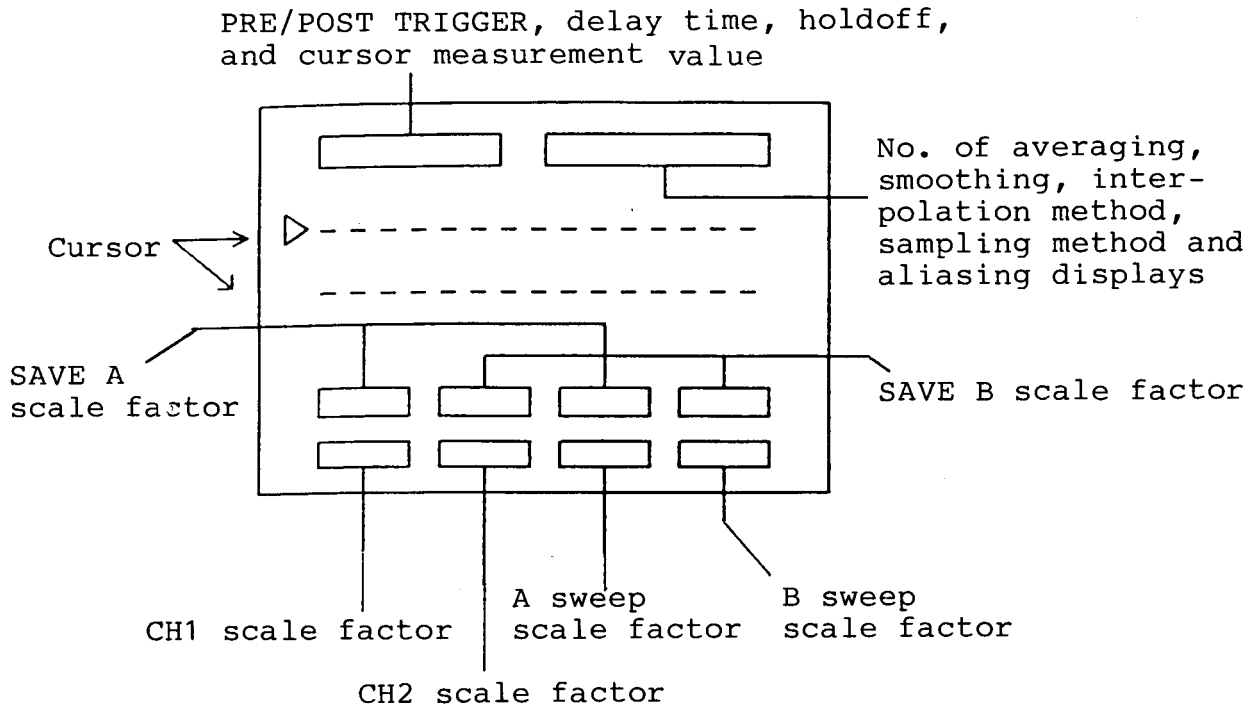 PRE/POST TRIGGER, delay time, holdoff,
and cursor measurement value
No. of averaging,
smoothing, inter-
polation method,
sampling method and
aliasing displays
Cursor
SAVE A
scale factor
SAVE B scale factor
CH1 scale factor
A sweep
scale factor
B sweep
scale factor
CH2 scale factor